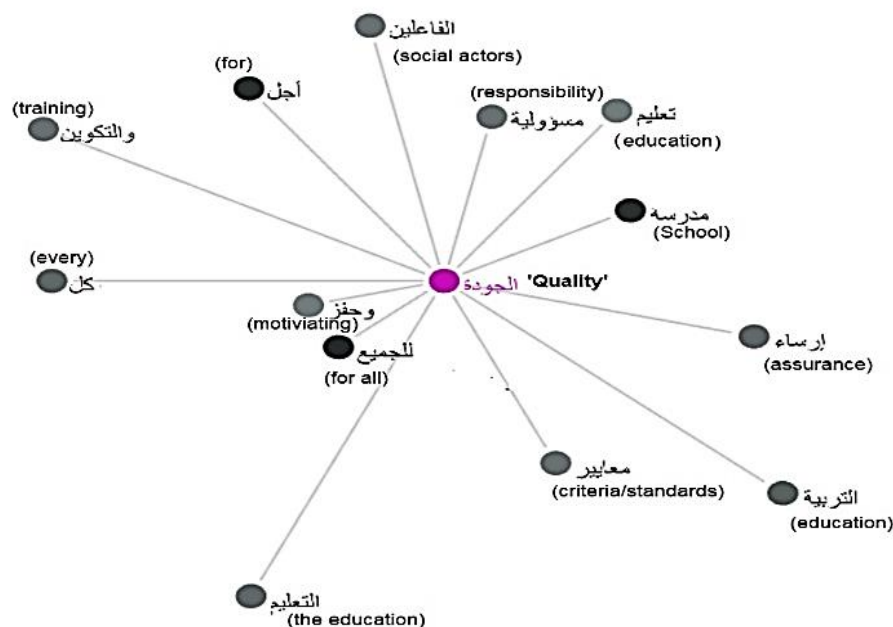 الفاعلين
(social actors)
(for)
أجل
(responsibility)
مسؤولية
تعليم
(education)
(training)
والتكوين
مدرسة
(School)
(every)
كل
الجودة 'Quality'
وحفز
(motiviating)
للجميع
(for all)
إرساء
(assurance)
معايير
(criteria/standards)
التربية
(education)
التعليم
(the education)